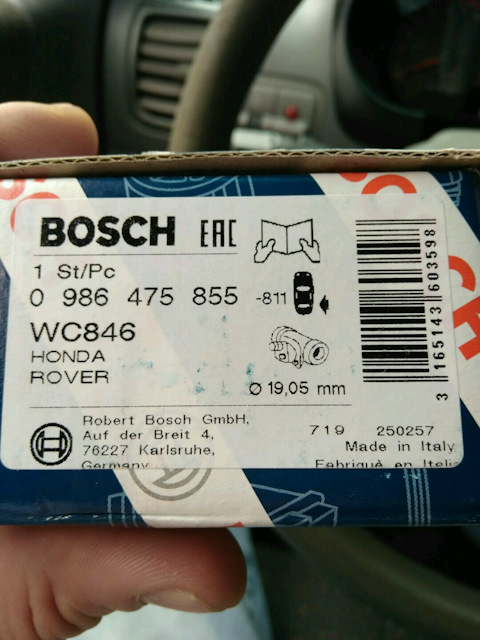 BOSCH EAC
1 St/Pc
0 986 475 855
-811
WC846
HONDA
ROVER
Ø 19,05 mm
3 165143 603598
Robert Bosch GmbH,
Auf der Breit 4,
76227 Karlsruhe,
Germany
719 250257
Made in Italy
Fabriqué en Italie
CH